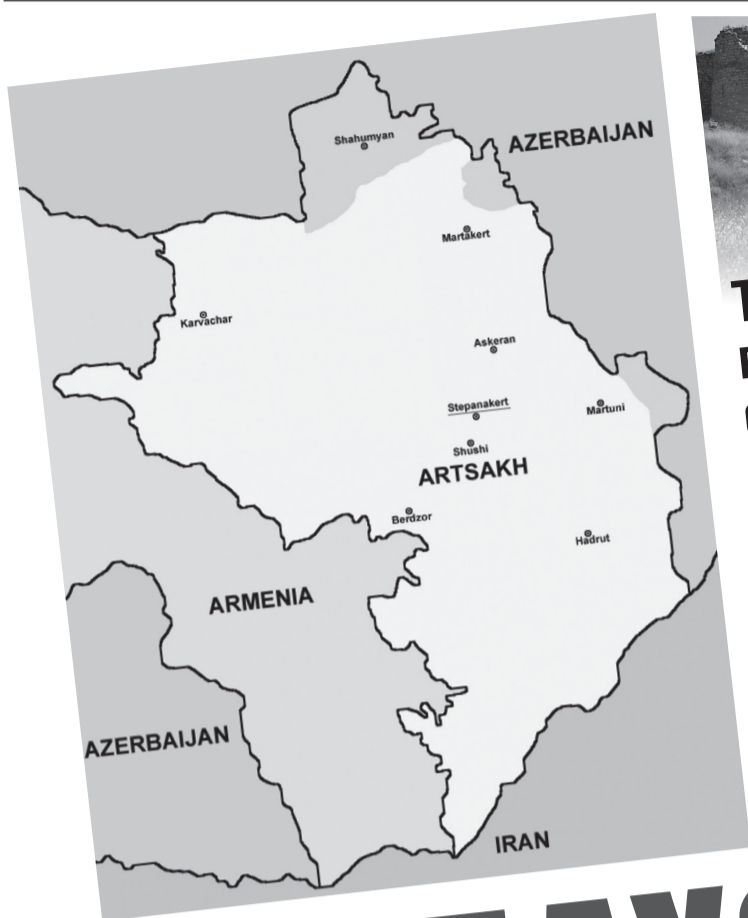 Shahumyan
AZERBAIJAN
Martakert
Karvachar
Askeran
Stepanakert
Martuni
Shushi
ARTSAKH
Berdzor
Hadrut
ARMENIA
AZERBAIJAN
IRAN